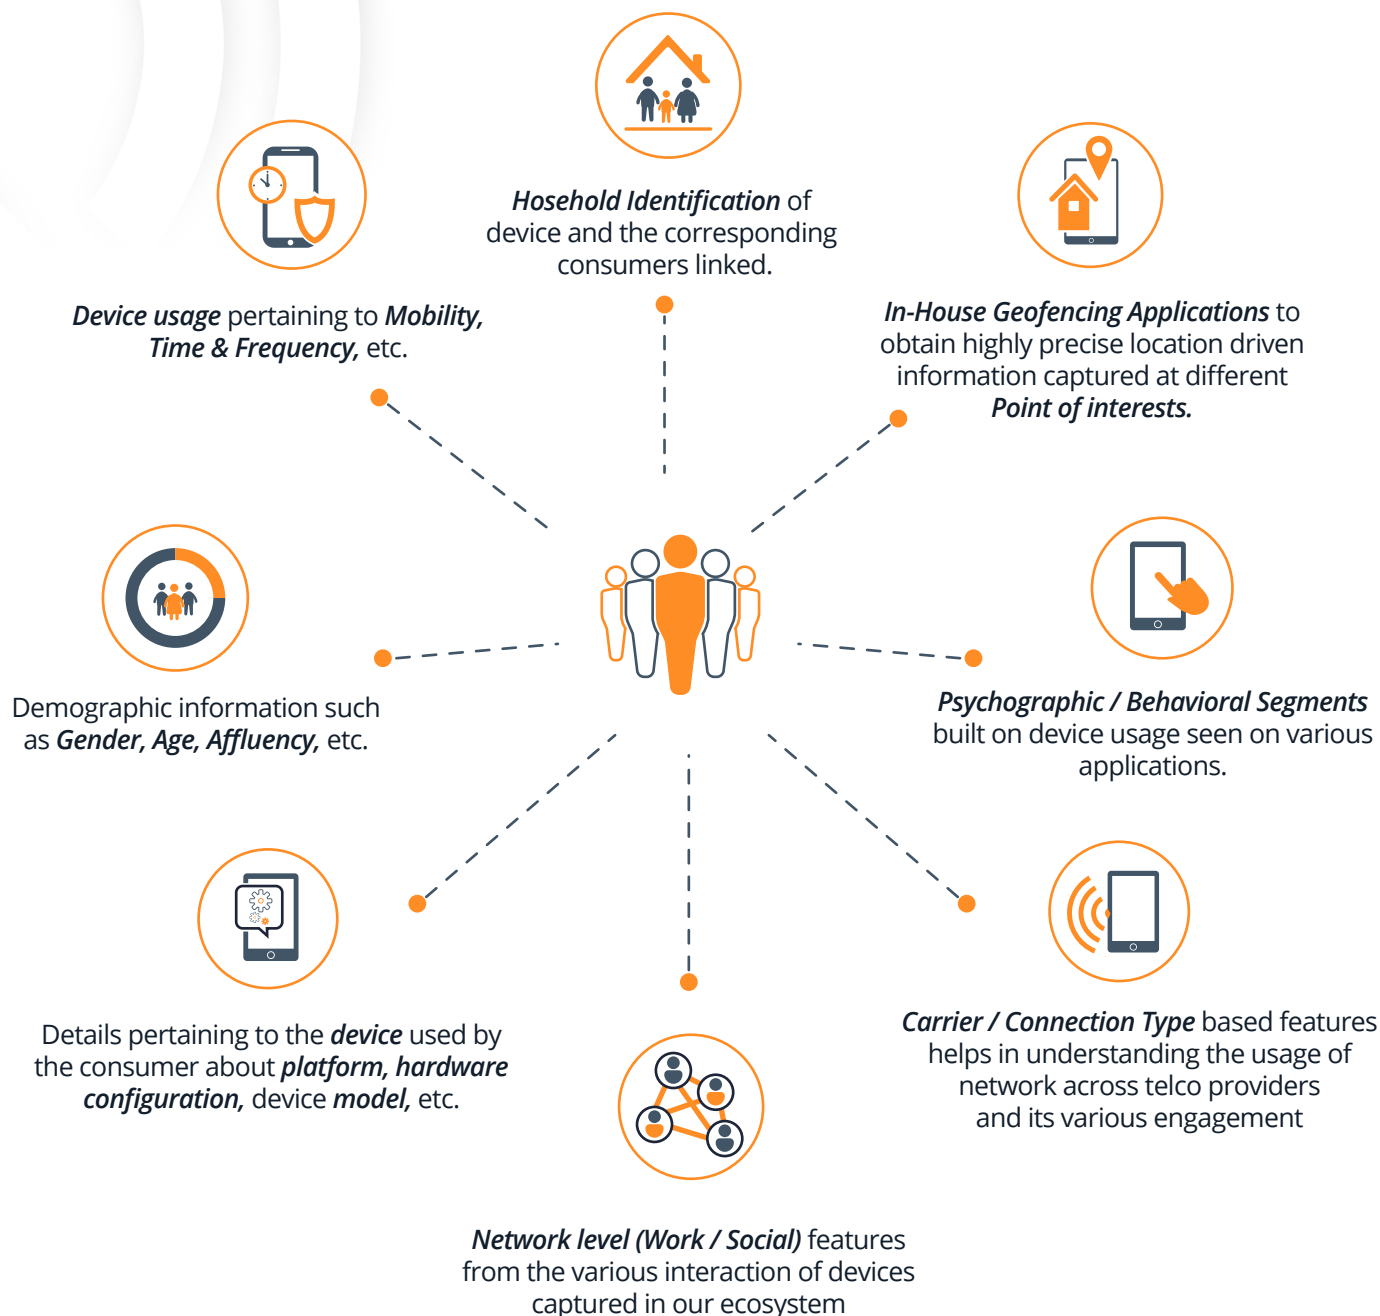 Hosehold Identification of
device and the corresponding
consumers linked.
Device usage pertaining to Mobility,
Time & Frequency, etc.
In-House Geofencing Applications to
obtain highly precise location driven
information captured at different
Point of interests.
Demographic information such
as Gender, Age, Affluency, etc.
Psychographic / Behavioral Segments
built on device usage seen on various
applications.
Details pertaining to the device used by
the consumer about platform, hardware
configuration, device model, etc.
Carrier / Connection Type based features
helps in understanding the usage of
network across telco providers
and its various engagement
Network level (Work / Social) features
from the various interaction of devices
captured in our ecosystem